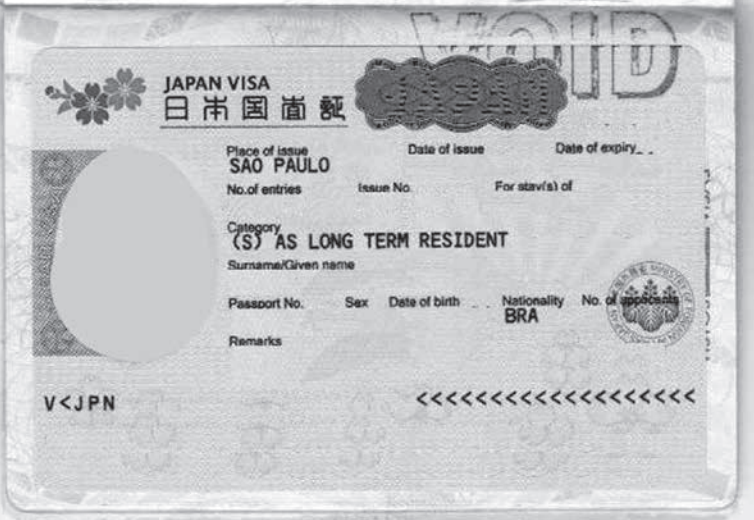 VOID
JAPAN VISA
日本国査証
JAPAN
Place of issue Date of issue Date of expiry
SAO PAULO
No.of entries Issue No. For stay(s) of
Category
(S) AS LONG TERM RESIDENT
Surname/Given name
Passport No. Sex Date of birth Nationality No. of applicants
BRA
Remarks
V<JPN <<<<<<<<<<<<<<<<<<<